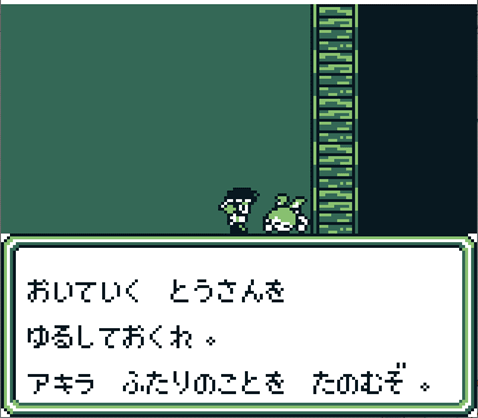 おいていく　とうさんを
ゆるしておくれ。
アキラ　ふたりのことを　たのむぞ。